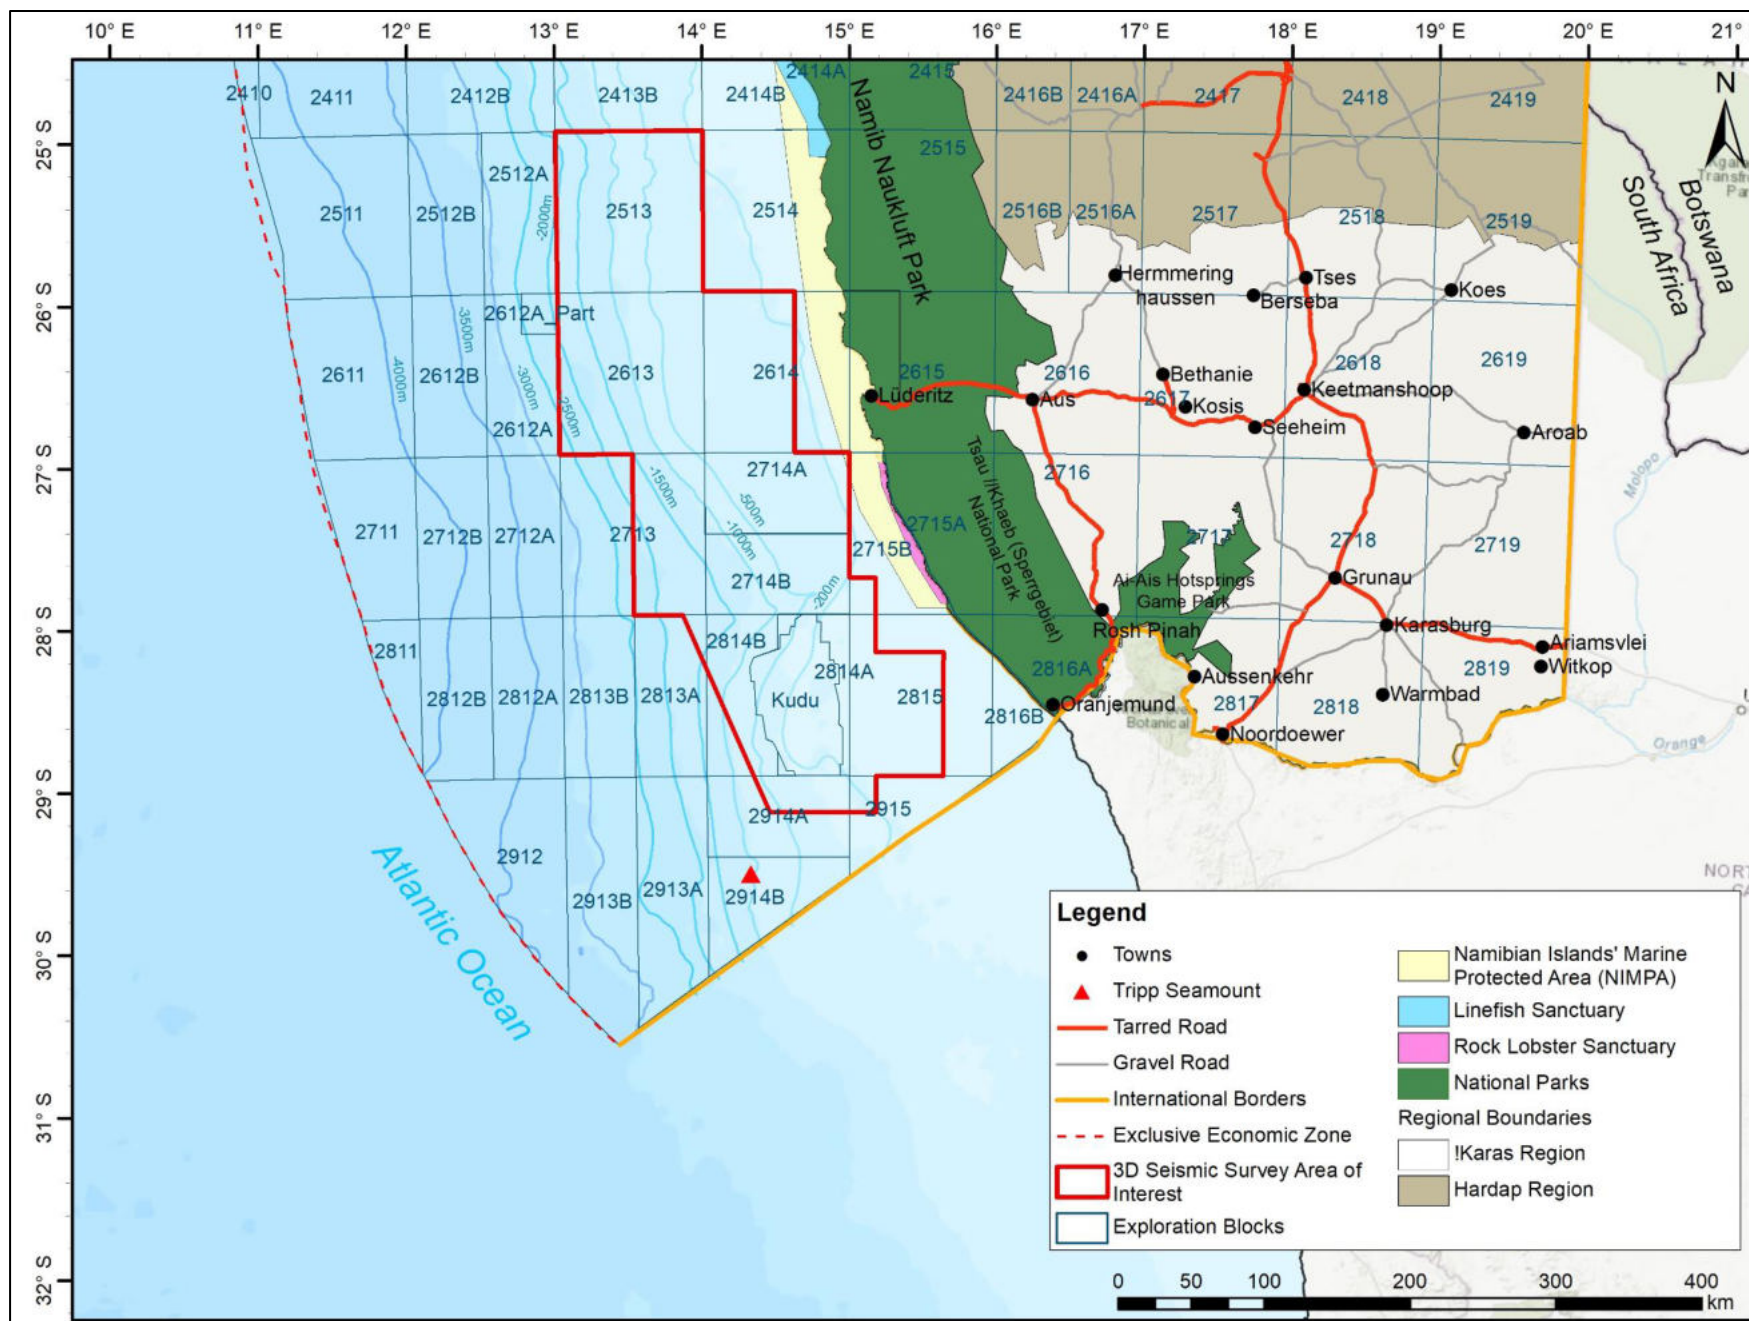 10° E 11° E 12° E 13° E 14° E 15° E 16° E 17° E 18° E 19° E 20° E 21°
25° S
26° S
27° S
28° S
29° S
30° S
31° S
32° S
N
2410 2411 2412B 2413B 2414B 2414A 2415 2416B 2416A 2417 2418 2419
2512A 2515
2511 2512B 2513 2514 2516B 2516A 2517 2518 2519
Namib Naukluft Park
South Africa
Botswana
-2000m
Hermmering
haussen
Tses
Berseba
Koes
2612A_Part
-3500m
-4000m
-3000m
2500m
2611 2612B 2613 2614 2615 2616 2618 2619
Bethanie
2617
Lüderitz
Aus
Kosis
Keetmanshoop
Seeheim
Aroab
2612A
Molopo
2714A
2716
-1500m
-500m
-1000m
-200m
Tsau //Khaeb (Sperrgebiet)
National Park
2711 2712B 2712A 2713 2715B 2715A 2717 2718 2719
2714B
Grunau
Ai-Ais Hotsprings
Game Park
Rosh Pinah
Karasburg
Ariamsvlei
Witkop
2811 2814B 2814A 2816A 2819
2812B 2812A 2813B 2813A Kudu 2815 2816B
Aussenkehr
Warmbad
Oranjemund
Botanical
2817 2818
Noordoewer
Orange
2914A 2915
2912
2913B 2913A 2914B
Atlantic Ocean
NORT
Legend
Towns
Tripp Seamount
Tarred Road
Gravel Road
International Borders
Exclusive Economic Zone
3D Seismic Survey Area of
Interest
Exploration Blocks
Namibian Islands' Marine
Protected Area (NIMPA)
Linefish Sanctuary
Rock Lobster Sanctuary
National Parks
Regional Boundaries
!Karas Region
Hardap Region
0 50 100 200 300 400
km